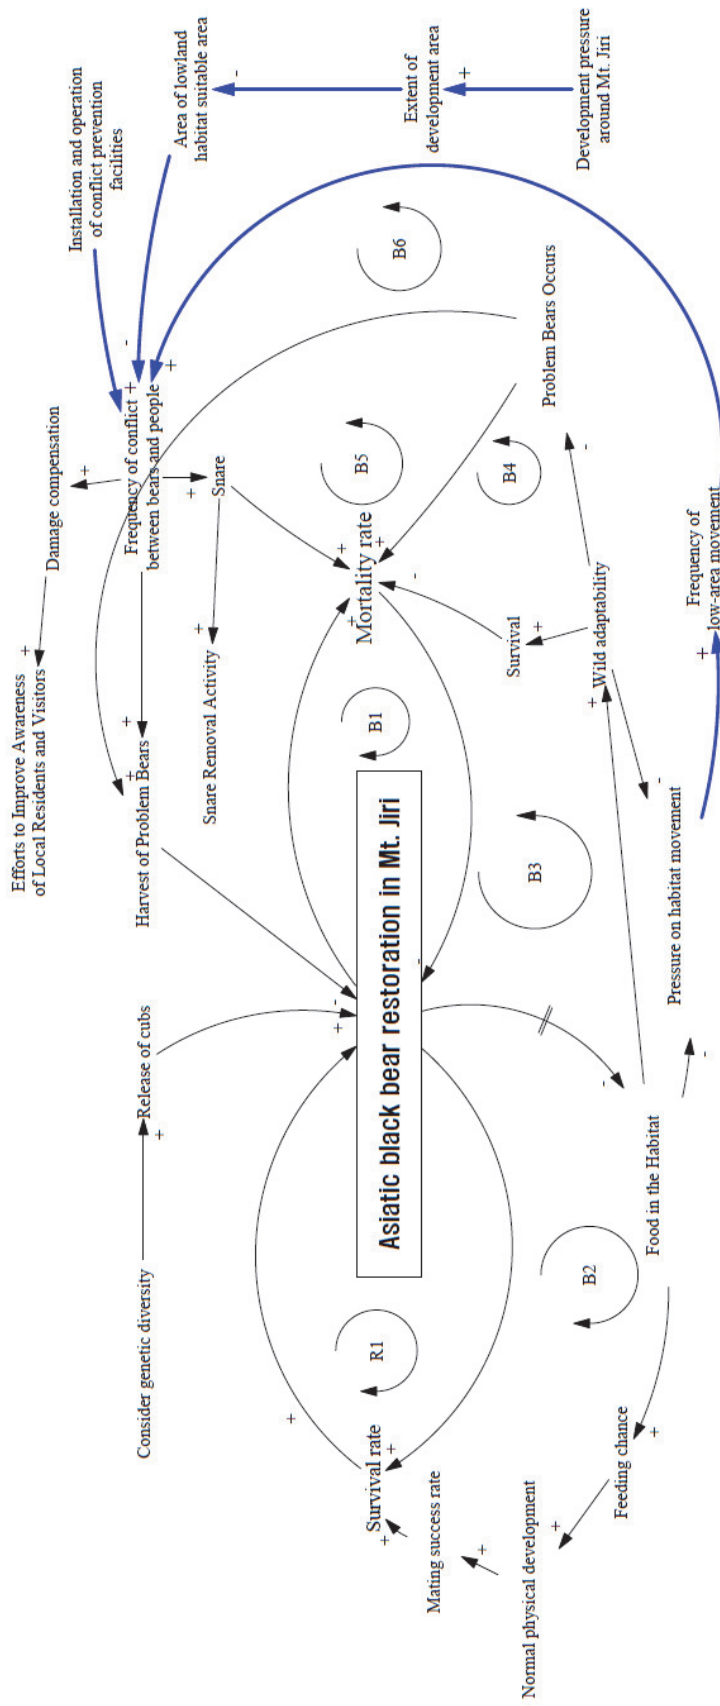 Efforts to Improve Awareness
of Local Residents and Visitors
+
Damage compensation
+
Installation and operation
of conflict prevention
facilities
Consider genetic diversity
+
Release of cubs
Harvest of Problem Bears
+
+
Frequency of conflict
between bears and people
+
-
+
Area of lowland
habitat suitable area
-
Snare Removal Activity
+
Snare
+
+
+
-
Survival rate
+
+
R1
Asiatic black bear restoration in Mt. Jiri
-
B1
Mortality rate
+
+
+
-
B5
B6
Extent of
development area
+
Mating success rate
+
Normal physical development
+
Feeding chance
+
B2
B3
Survival
+
B4
Problem Bears Occurs
-
Development pressure
around Mt. Jiri
Food in the Habitat
-
Wild adaptability
+
Pressure on habitat movement
-
-
Frequency of
low-area movement
+